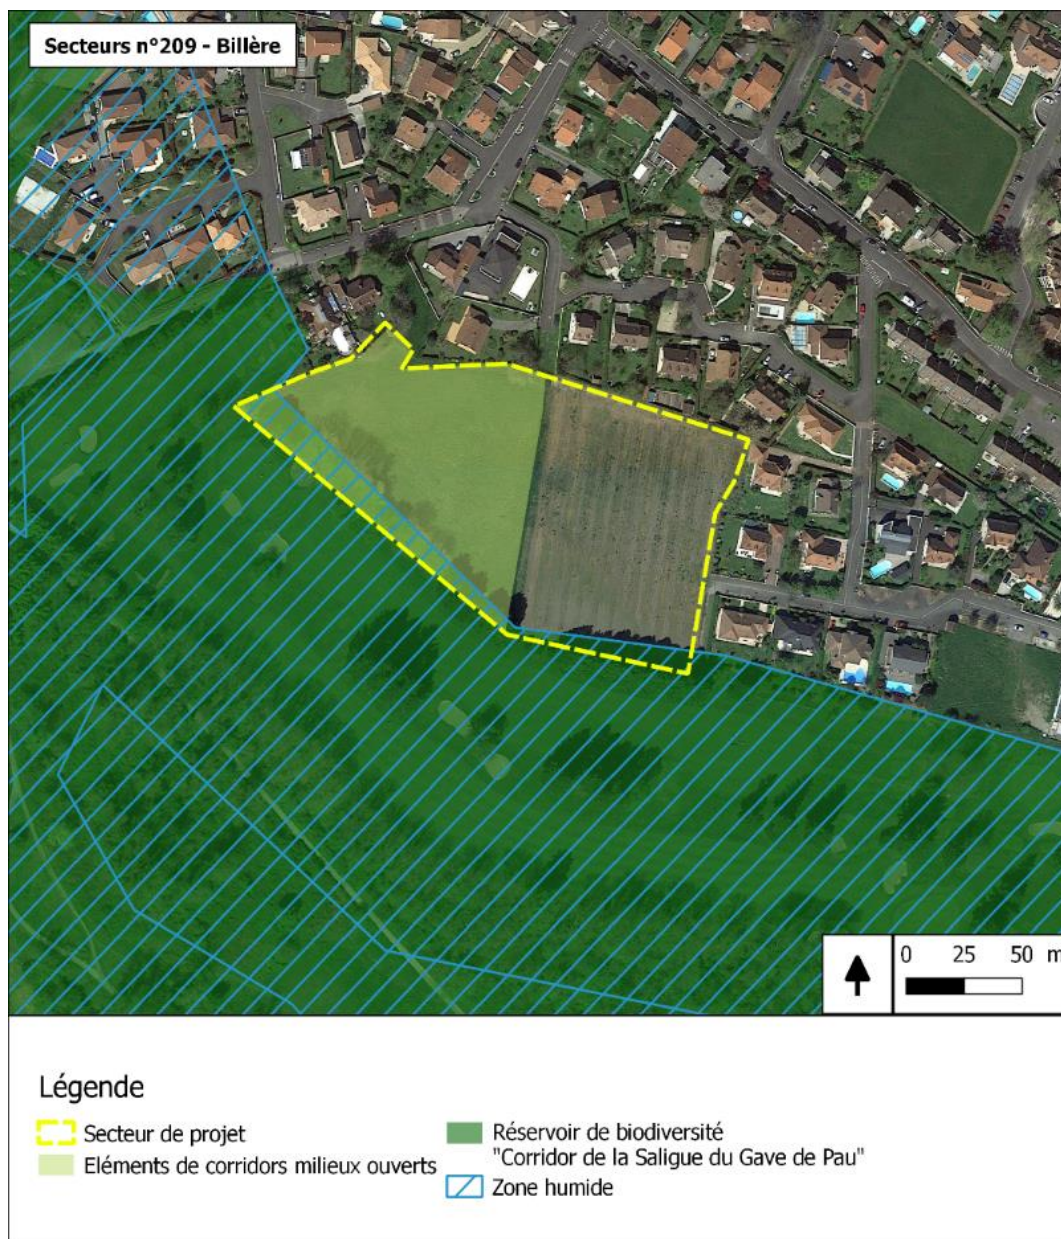 Secteurs n°209 - Billère
0 25 50 m
Légende
Secteur de projet
Eléments de corridors milieux ouverts
Réservoir de biodiversité
"Corridor de la Saligue du Gave de Pau"
Zone humide